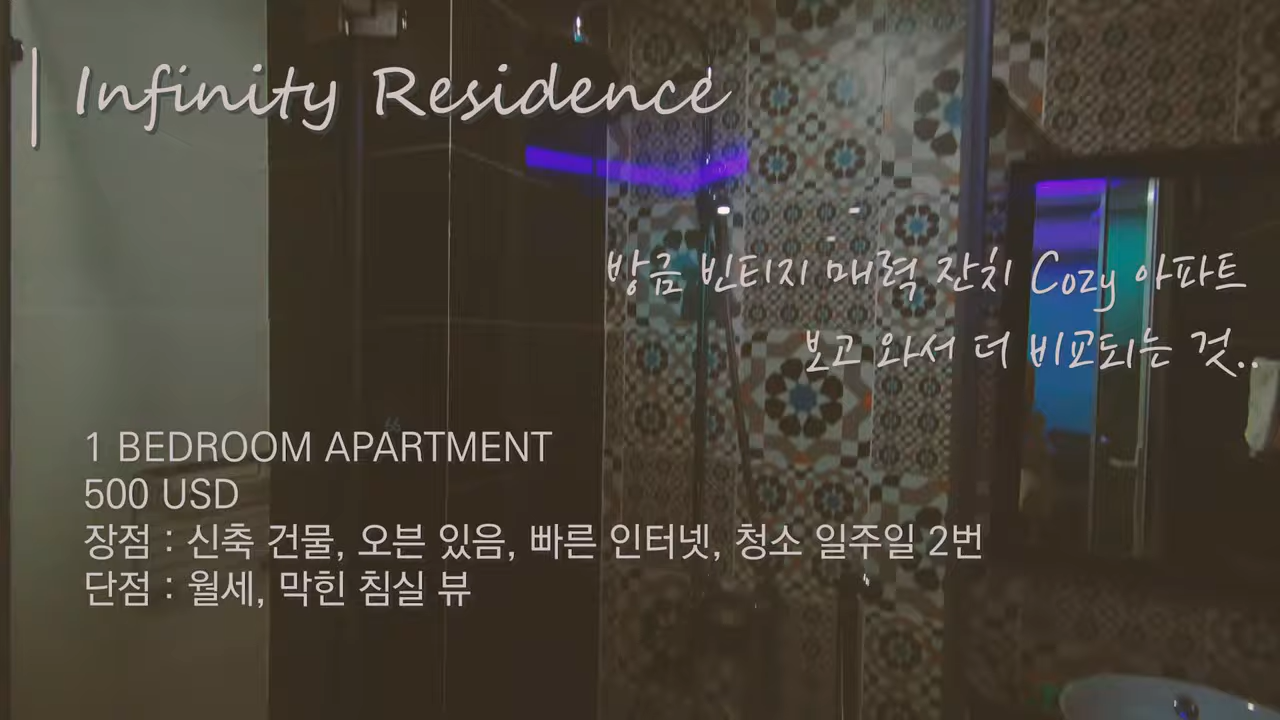 Infinity Residence
방금 빈티지 매력 잔치 Cozy 아파트
보고 와서 더 비교되는 것..
1 BEDROOM APARTMENT
500 USD
장점 : 신축 건물, 오븐 있음, 빠른 인터넷, 청소 일주일 2번
단점 : 월세, 막힌 침실 뷰